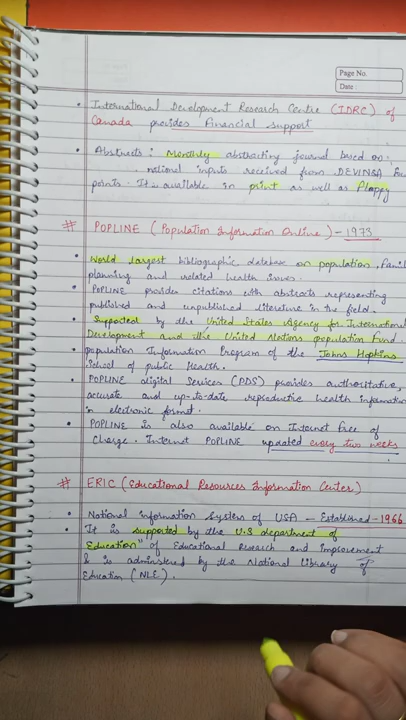 Page No.
Date:
• International Development Research Centre (IDRC) of
Canada provides financial support
• Abstracts: Monthly abstracting journal based on
national inputs received from DEVINSA
points. It is available in print as well as Floppy
# POPLINE (Population Information Online) - 1973
• World largest bibliographic database on population,
planning and related health issues.
• POPLINE provides citations with abstracts representing
published and unpublished literature in the field.
• Supported by the United States Agency for International
Development and the United Nations population Fund.
population Information Program of the Johns Hopkins
School of public Health.
• POPLINE digital Services (PDS) provides authoritative,
accurate and up-to-date reproductive health information
in electronic format.
• POPLINE is also available on Internet free of
charge. Internet POPLINE updated every two weeks
# ERIC (Educational Resources Information Center)
• National information System of USA - Established - 1966
• It is supported by the U.S department of
Education" of Educational Research and improvement
& is administered by the National Library of
Education (NLE).